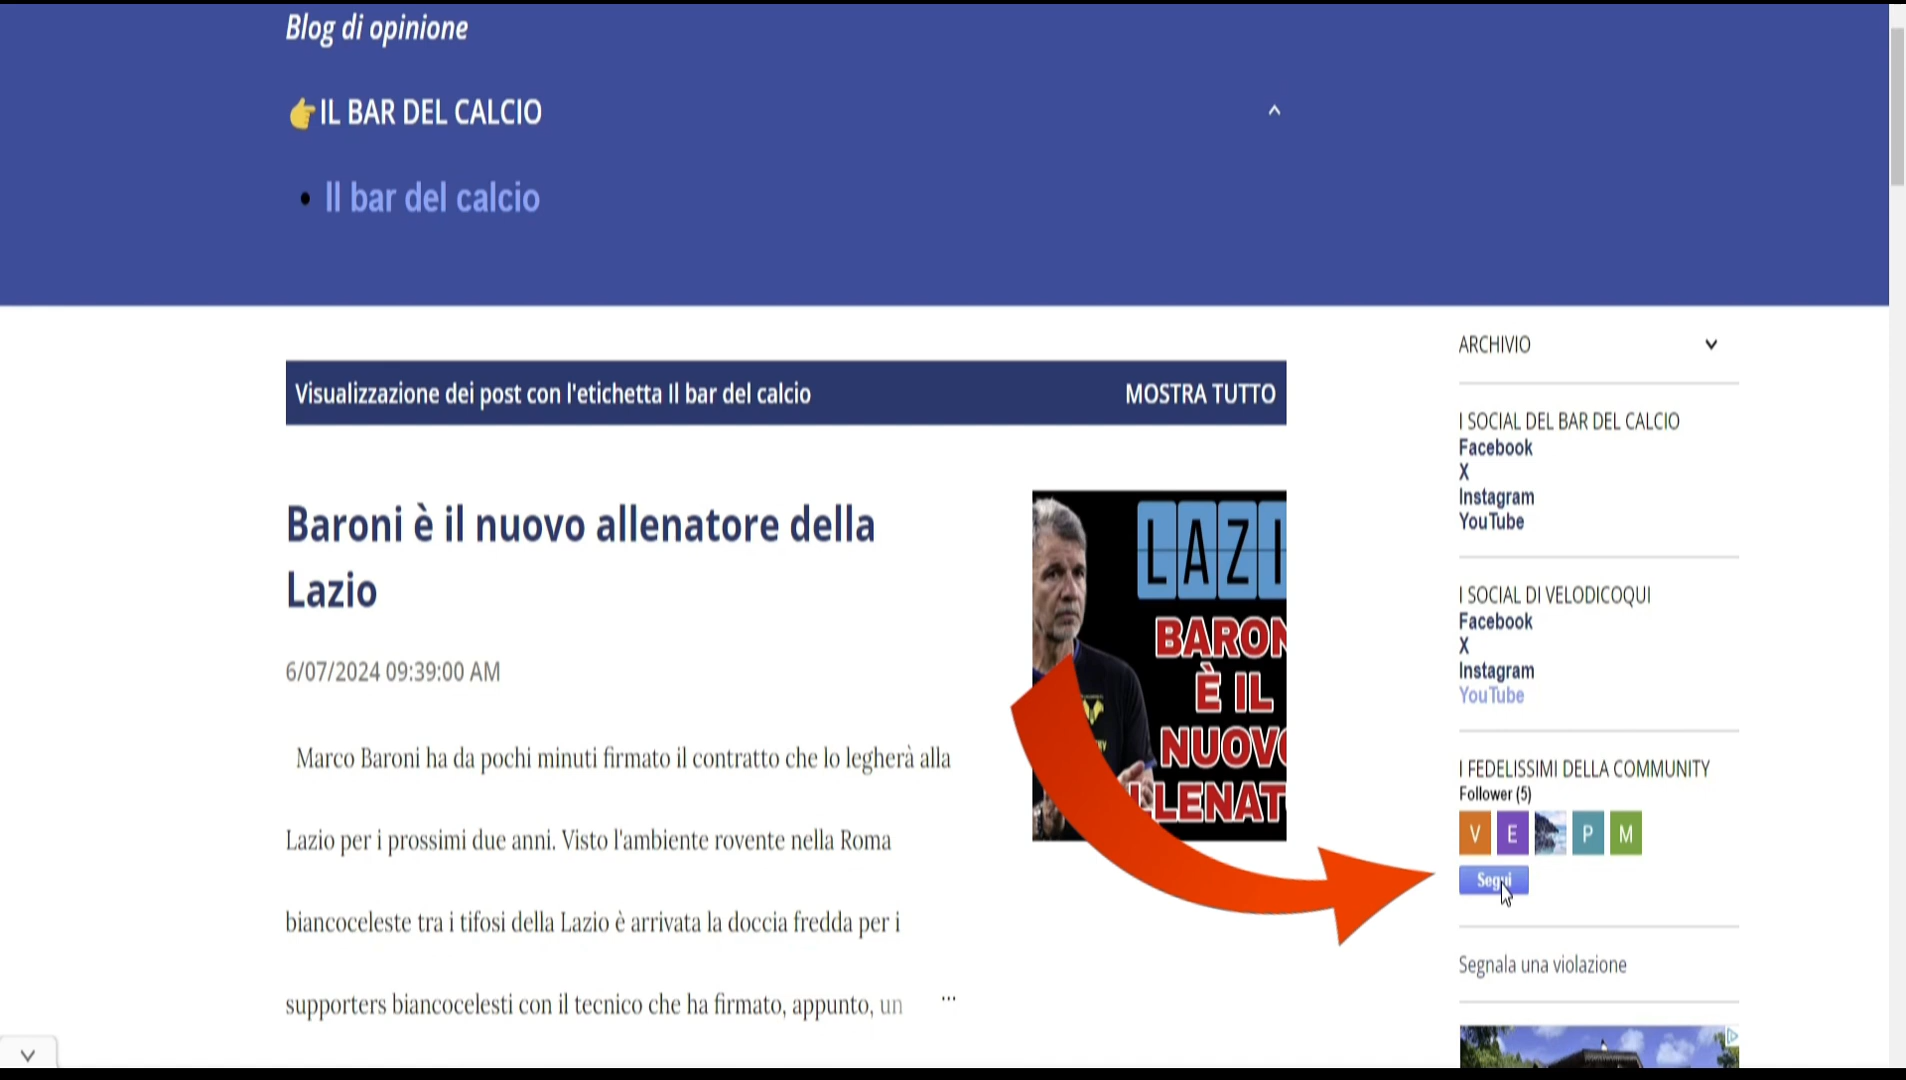 Blog di opinione
👉IL BAR DEL CALCIO
Il bar del calcio
Visualizzazione dei post con l'etichetta Il bar del calcio
MOSTRA TUTTO
Baroni è il nuovo allenatore della
Lazio
6/07/2024 09:39:00 AM
Marco Baroni ha da pochi minuti firmato il contratto che lo legherà alla
Lazio per i prossimi due anni. Visto l'ambiente rovente nella Roma
biancoceleste tra i tifosi della Lazio è arrivata la doccia fredda per i
supporters biancocelesti con il tecnico che ha firmato, appunto, un
...
LAZI
BARON
È IL
NUOVO
LLENAT
ARCHIVIO
I SOCIAL DEL BAR DEL CALCIO
Facebook
X
Instagram
YouTube
I SOCIAL DI VELODICOQUI
Facebook
X
Instagram
YouTube
I FEDELISSIMI DELLA COMMUNITY
Follower (5)
V E P M
Segui
Segnala una violazione